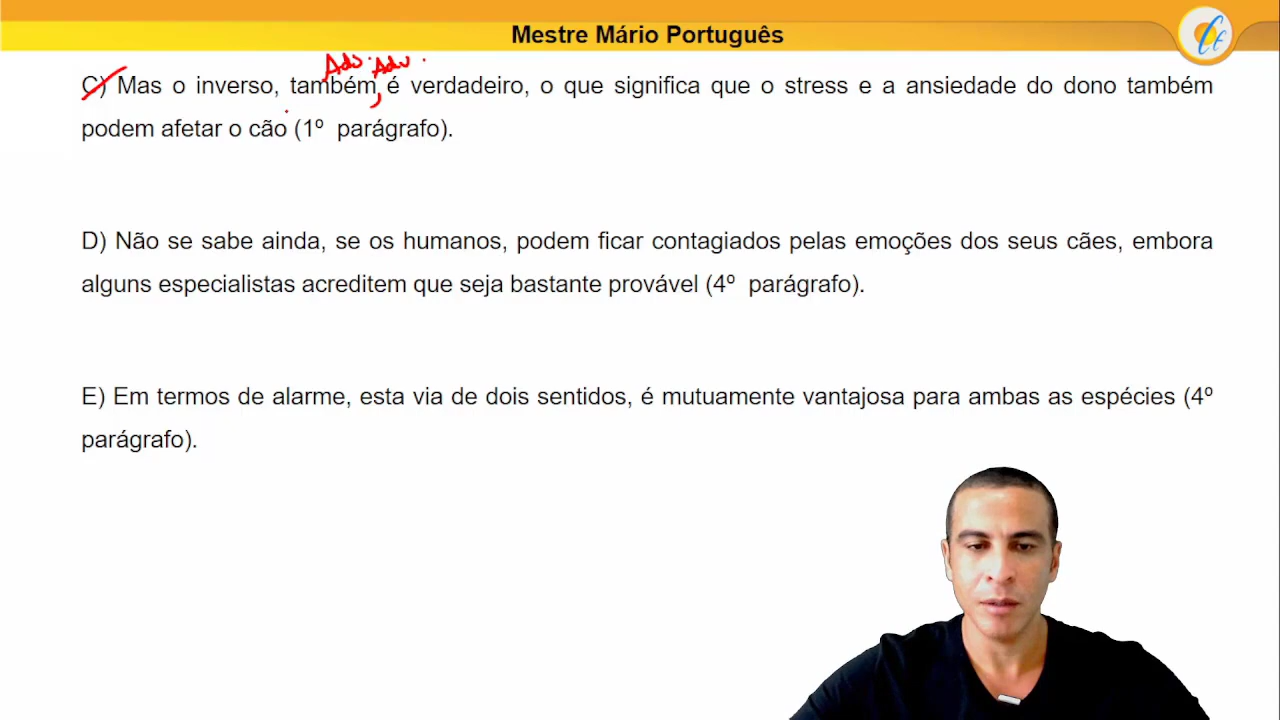 Mestre Mário Português
Adj. Adv.
C) Mas o inverso, também, é verdadeiro, o que significa que o stress e a ansiedade do dono também
podem afetar o cão (1º parágrafo).
D) Não se sabe ainda, se os humanos, podem ficar contagiados pelas emoções dos seus cães, embora
alguns especialistas acreditem que seja bastante provável (4º parágrafo).
E) Em termos de alarme, esta via de dois sentidos, é mutuamente vantajosa para ambas as espécies (4º
parágrafo).